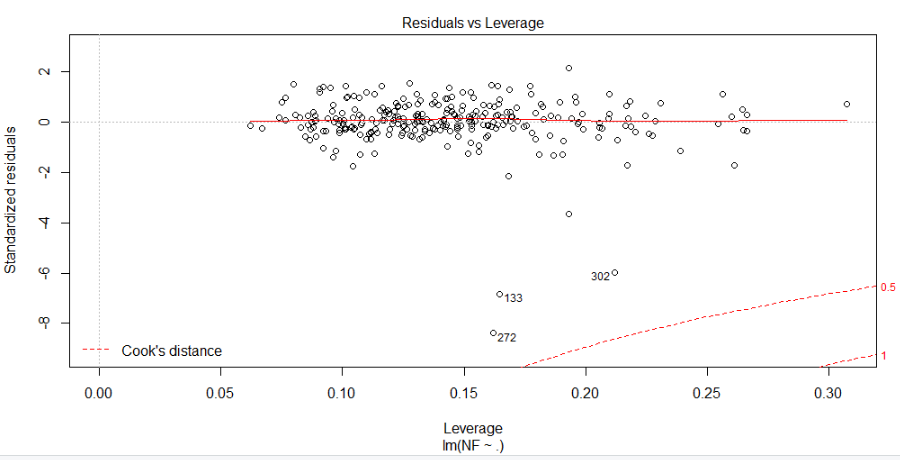 Residuals vs Leverage
Standardized residuals
2
0
-2
-4
-6
-8
302
133
272
0.5
1
Cook's distance
0.00 0.05 0.10 0.15 0.20 0.25 0.30
Leverage
lm(NF ~ .)